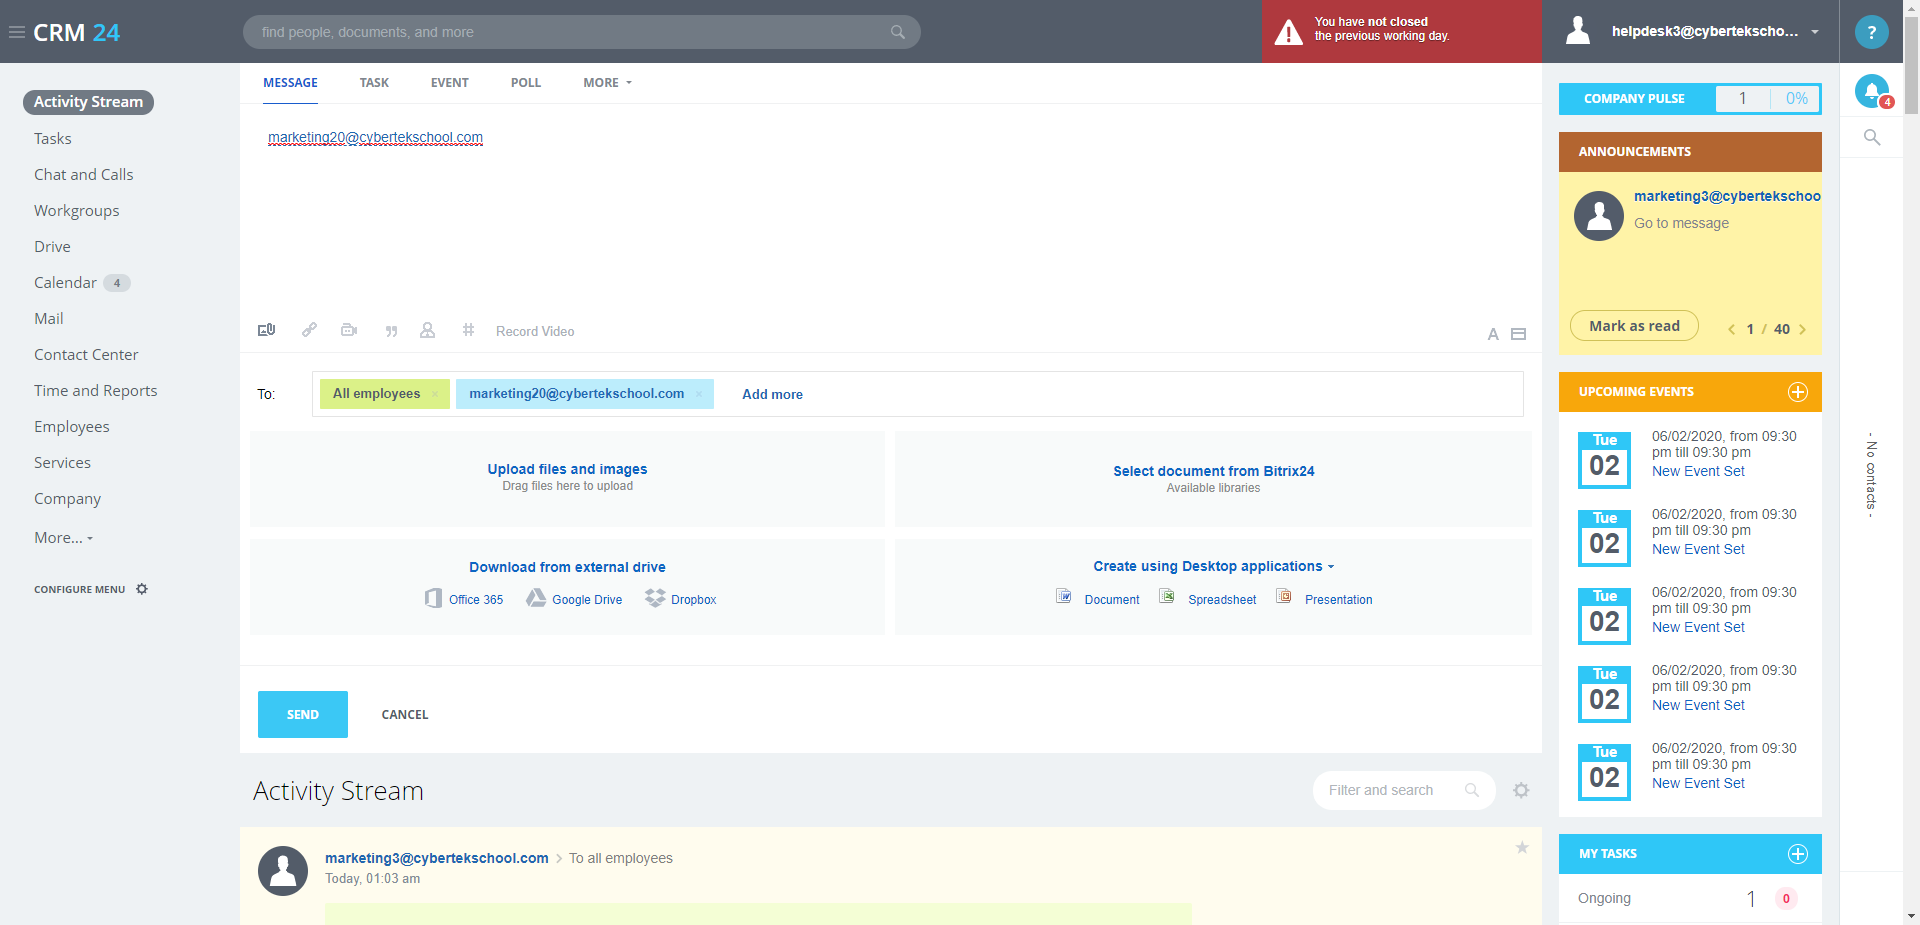 CRM 24
find people, documents, and more
You have not closed
the previous working day.
helpdesk3@cybertekscho...
?
4
Activity Stream
Tasks
Chat and Calls
Workgroups
Drive
Calendar 4
Mail
Contact Center
Time and Reports
Employees
Services
Company
More...
CONFIGURE MENU
MESSAGE TASK EVENT POLL MORE
marketing20@cybertekschool.com
Record Video
A
To: All employees × marketing20@cybertekschool.com × Add more
Upload files and images
Drag files here to upload
Select document from Bitrix24
Available libraries
Download from external drive
Office 365 Google Drive Dropbox
Create using Desktop applications
Document Spreadsheet Presentation
SEND CANCEL
Activity Stream
Filter and search
marketing3@cybertekschool.com > To all employees
Today, 01:03 am
COMPANY PULSE 1 0%
ANNOUNCEMENTS
marketing3@cybertekschoo
Go to message
Mark as read
1 / 40
UPCOMING EVENTS
Tue
02
06/02/2020, from 09:30
pm till 09:30 pm
New Event Set
Tue
02
06/02/2020, from 09:30
pm till 09:30 pm
New Event Set
Tue
02
06/02/2020, from 09:30
pm till 09:30 pm
New Event Set
Tue
02
06/02/2020, from 09:30
pm till 09:30 pm
New Event Set
Tue
02
06/02/2020, from 09:30
pm till 09:30 pm
New Event Set
MY TASKS
Ongoing 1 0
- No contacts -